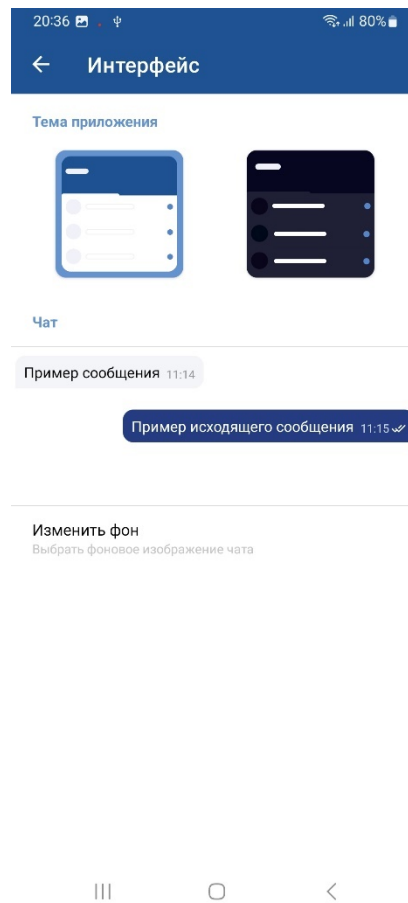 20:36 80%
Интерфейс
Тема приложения
Чат
Пример сообщения 11:14
Пример исходящего сообщения 11:15
Изменить фон
Выбрать фоновое изображение чата